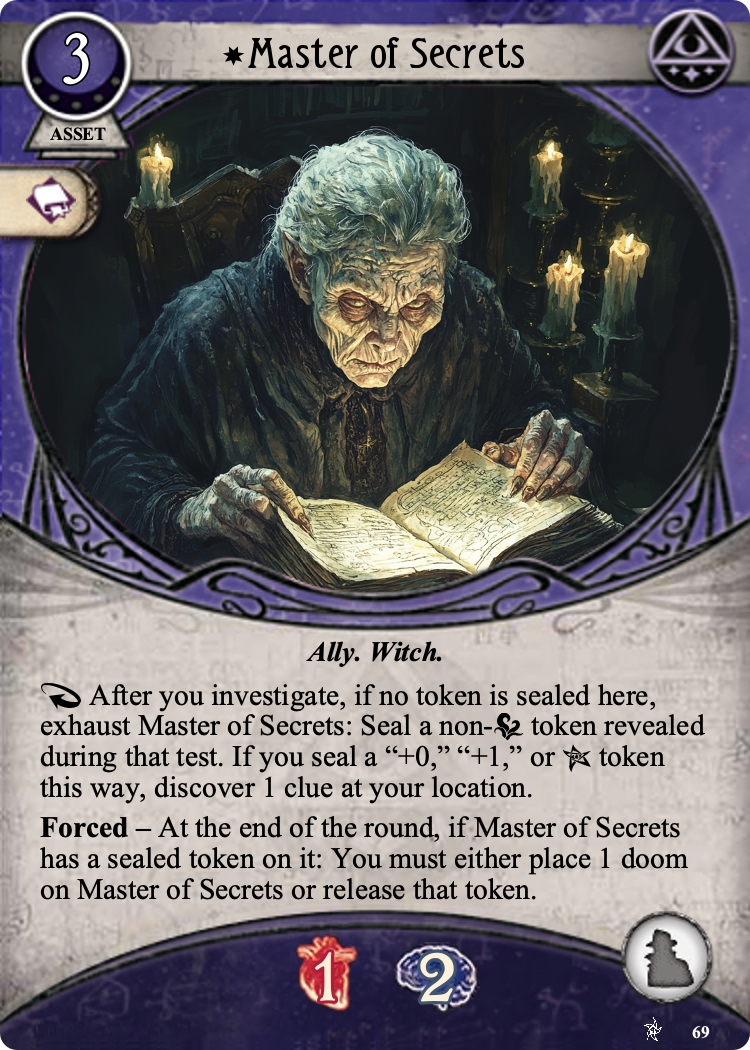 3
Master of Secrets
ASSET
Ally. Witch.
After you investigate, if no token is sealed here,
exhaust Master of Secrets: Seal a non- token revealed
during that test. If you seal a “+0,” “+1,” or token
this way, discover 1 clue at your location.
Forced – At the end of the round, if Master of Secrets
has a sealed token on it: You must either place 1 doom
on Master of Secrets or release that token.
1 2
69